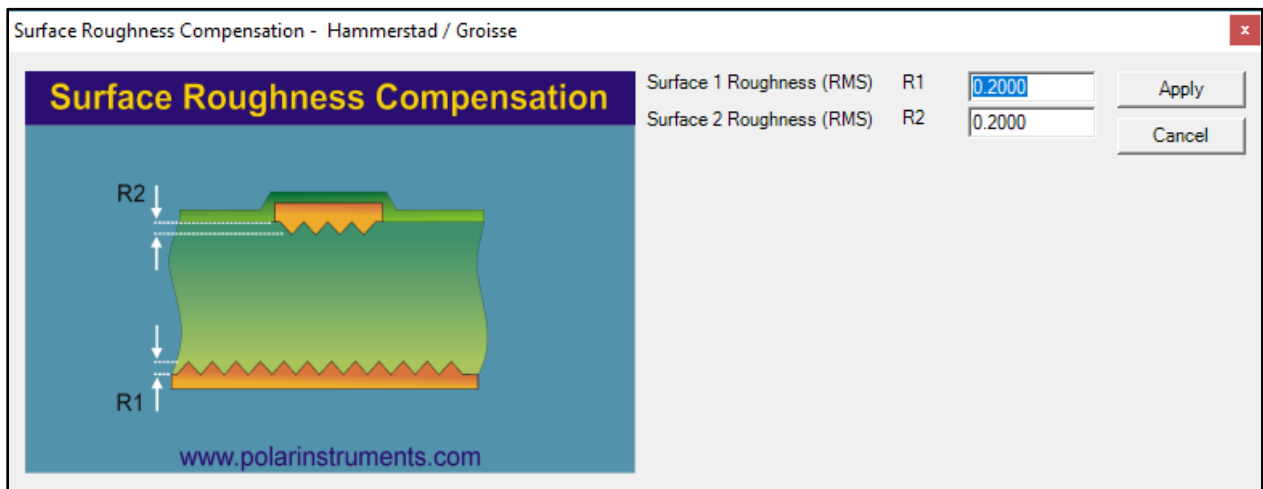 Surface Roughness Compensation - Hammerstad / Groisse
x
Surface Roughness Compensation
R2
R1
www.polarinstruments.com
Surface 1 Roughness (RMS) R1 0.2000
Surface 2 Roughness (RMS) R2 0.2000
Apply
Cancel